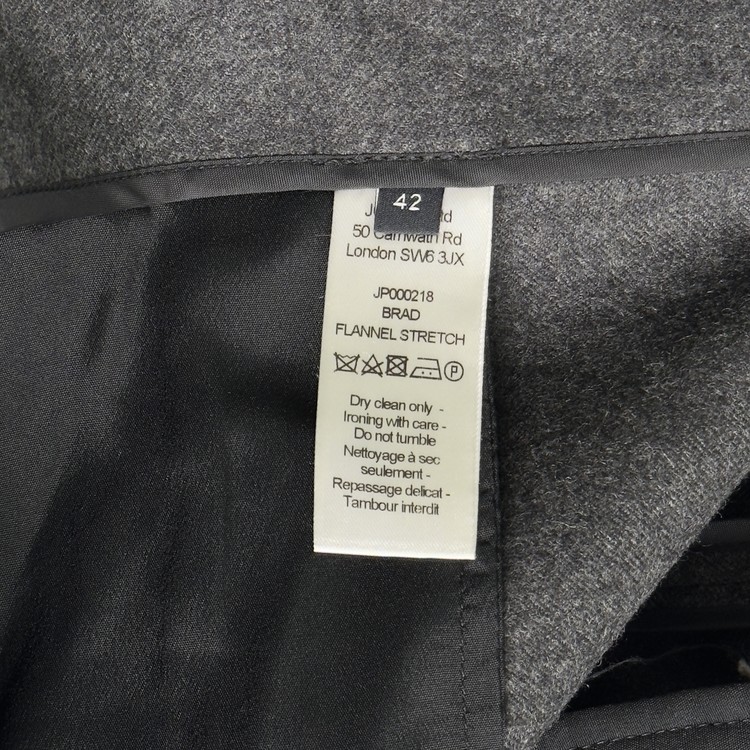 42
50 Carnwath Rd
London SW6 3JX
JP000218
BRAD
FLANNEL STRETCH
P
Dry clean only -
Ironing with care -
Do not tumble
Nettoyage à sec
seulement -
Repassage delicat -
Tambour interdit